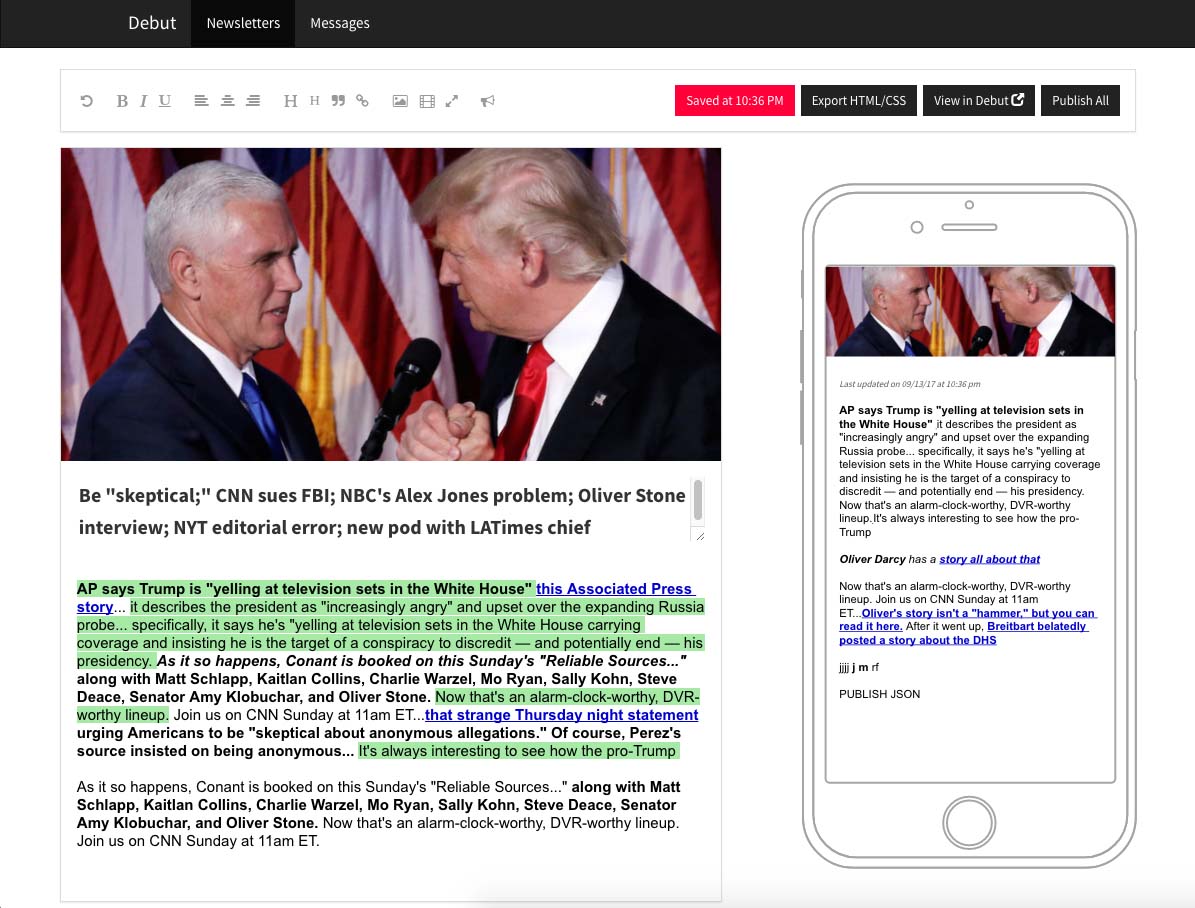 Debut Newsletters Messages
B I U H H
Saved at 10:36 PM Export HTML/CSS View in Debut Publish All
Be "skeptical;" CNN sues FBI; NBC's Alex Jones problem; Oliver Stone
interview; NYT editorial error; new pod with LATimes chief
AP says Trump is "yelling at television sets in the White House" this Associated Press
story... it describes the president as "increasingly angry" and upset over the expanding Russia
probe... specifically, it says he's "yelling at television sets in the White House carrying
coverage and insisting he is the target of a conspiracy to discredit — and potentially end — his
presidency. As it so happens, Conant is booked on this Sunday's "Reliable Sources..."
along with Matt Schlapp, Kaitlan Collins, Charlie Warzel, Mo Ryan, Sally Kohn, Steve
Deace, Senator Amy Klobuchar, and Oliver Stone. Now that's an alarm-clock-worthy, DVR-
worthy lineup. Join us on CNN Sunday at 11am ET...that strange Thursday night statement
urging Americans to be "skeptical about anonymous allegations." Of course, Perez's
source insisted on being anonymous... It's always interesting to see how the pro-Trump
As it so happens, Conant is booked on this Sunday's "Reliable Sources..." along with Matt
Schlapp, Kaitlan Collins, Charlie Warzel, Mo Ryan, Sally Kohn, Steve Deace, Senator
Amy Klobuchar, and Oliver Stone. Now that's an alarm-clock-worthy, DVR-worthy lineup.
Join us on CNN Sunday at 11am ET.
Last updated on 09/13/17 at 10:36 pm
AP says Trump is "yelling at television sets in
the White House" it describes the president as
"increasingly angry" and upset over the expanding
Russia probe... specifically, it says he's "yelling at
television sets in the White House carrying coverage
and insisting he is the target of a conspiracy to
discredit — and potentially end — his presidency.
Now that's an alarm-clock-worthy, DVR-worthy
lineup.It's always interesting to see how the pro-
Trump
Oliver Darcy has a story all about that
Now that's an alarm-clock-worthy, DVR-worthy
lineup. Join us on CNN Sunday at 11am
ET...Oliver's story isn't a "hammer," but you can
read it here. After it went up, Breitbart belatedly
posted a story about the DHS
jjjj j m rf
PUBLISH JSON